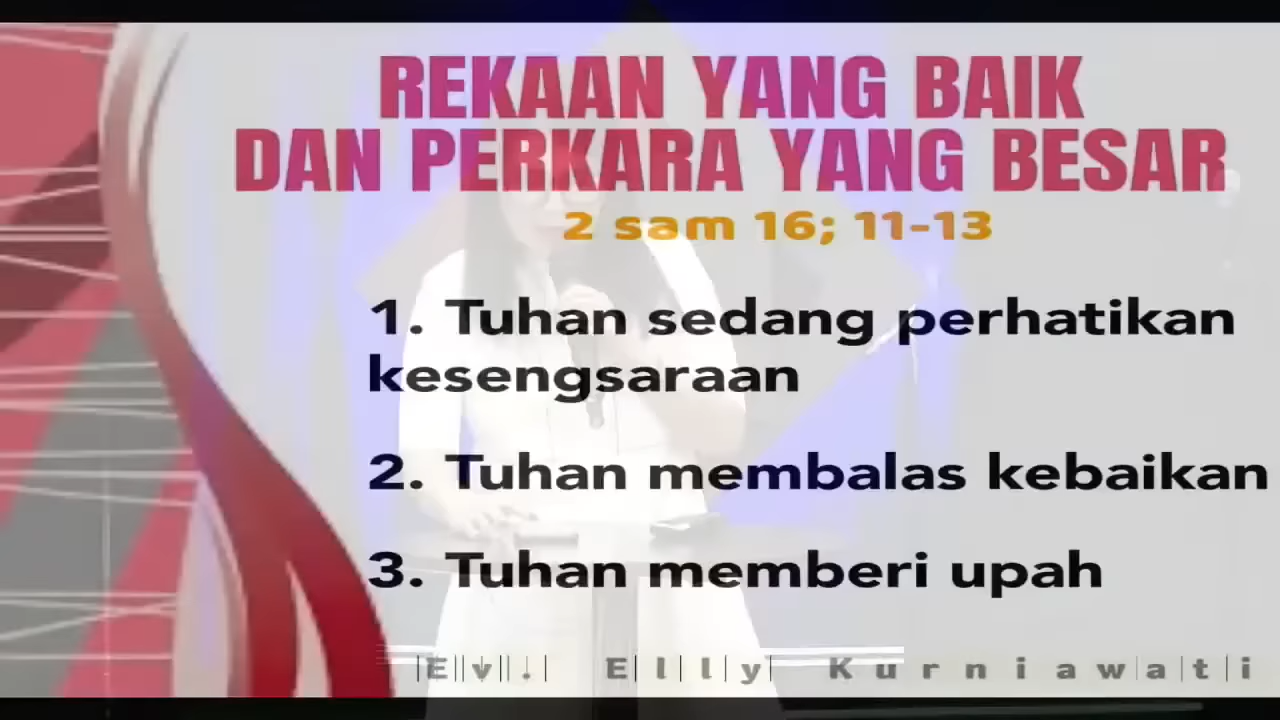 REKAAN YANG BAIK
DAN PERKARA YANG BESAR
2 sam 16; 11-13
1. Tuhan sedang perhatikan
kesengsaraan
2. Tuhan membalas kebaikan
3. Tuhan memberi upah
Ev. Elly Kurniawati